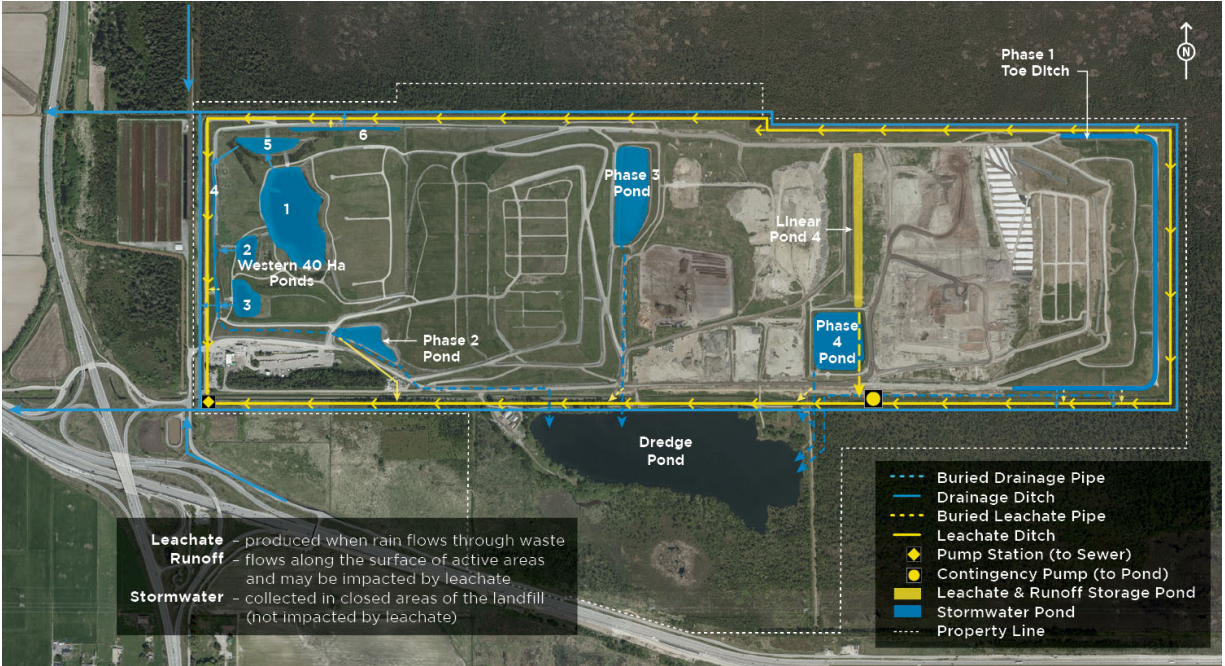 Phase 1
Toe Ditch
N
6
5
Phase 3
Pond
4
1
Linear
Pond 4
2
Western 40 Ha
Ponds
3
Phase 2
Pond
Phase
4
Pond
Dredge
Pond
Buried Drainage Pipe
Drainage Ditch
Buried Leachate Pipe
Leachate Ditch
Pump Station (to Sewer)
Contingency Pump (to Pond)
Leachate & Runoff Storage Pond
Stormwater Pond
Property Line
Leachate – produced when rain flows through waste
Runoff – flows along the surface of active areas
and may be impacted by leachate
Stormwater – collected in closed areas of the landfill
(not impacted by leachate)